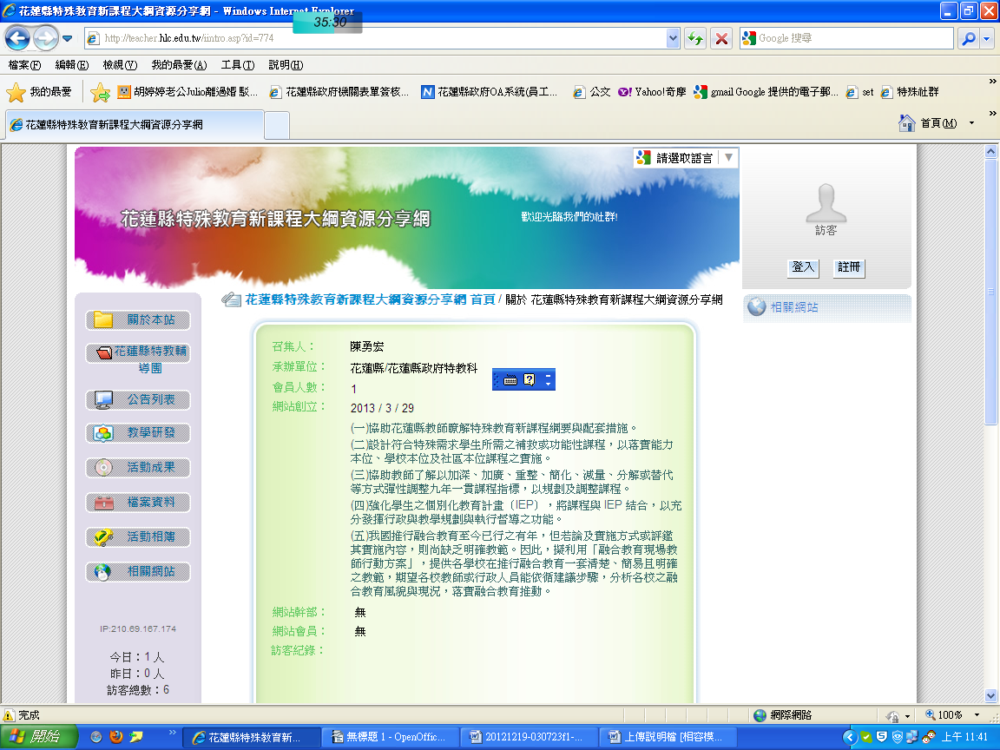 花蓮縣特殊教育新課程大綱資源分享網 - Windows Internet Explorer
35:30
http://teacher.hlc.edu.tw/iintro.asp?id=774
Google 搜尋
檔案(F) 編輯(E) 檢視(V) 我的最愛(A) 工具(T) 說明(H)
我的最愛 胡婷婷老公Julio離過婚 駁... 花蓮縣政府機關表單簽核... 花蓮縣政府OA系統(員工... 公文 Yahoo!奇摩 gmail Google 提供的電子郵... set 特殊社群
花蓮縣特殊教育新課程大綱資源分享網
首頁(M)
請選取語言
花蓮縣特殊教育新課程大綱資源分享網
歡迎光臨我們的社群!
訪客
登入 註冊
相關網站
花蓮縣特殊教育新課程大綱資源分享網 首頁 / 關於 花蓮縣特殊教育新課程大綱資源分享網
關於本站
花蓮縣特教輔
導團
公告列表
教學研發
活動成果
檔案資料
活動相簿
相關網站
IP:210.69.167.174
今日：1 人
昨日：0 人
訪客總數：6
召集人： 陳勇宏
承辦單位： 花蓮縣/花蓮縣政府特教科
會員人數： 1
網站創立： 2013 / 3 / 29
(一)協助花蓮縣教師瞭解特殊教育新課程綱要與配套措施。
(二)設計符合特殊需求學生所需之補救或功能性課程，以落實能力
本位、學校本位及社區本位課程之實施。
(三)協助教師了解以加深、加廣、重整、簡化、減量、分解或替代
等方式彈性調整九年一貫課程指標，以規劃及調整課程。
(四)強化學生之個別化教育計畫〔IEP〕，將課程與 IEP 結合，以充
分發揮行政與教學規劃與執行督導之功能。
(五)我國推行融合教育至今已行之有年，但若論及實施方式或評鑑
其實施內容，則尚缺乏明確教範。因此，擬利用「融合教育現場教
師行動方案」，提供各學校在推行融合教育一套清楚、簡易且明確
之教範，期望各校教師或行政人員能依循建議步驟，分析各校之融
合教育風貌與現況，落實融合教育推動。
網站幹部： 無
網站會員： 無
訪客紀錄：
完成
網際網路
100%
開始
花蓮縣特殊教育新...
無標題 1 - OpenOffic...
20121219-030723f1-...
上傳說明檔 [相容模...
上午 11:41